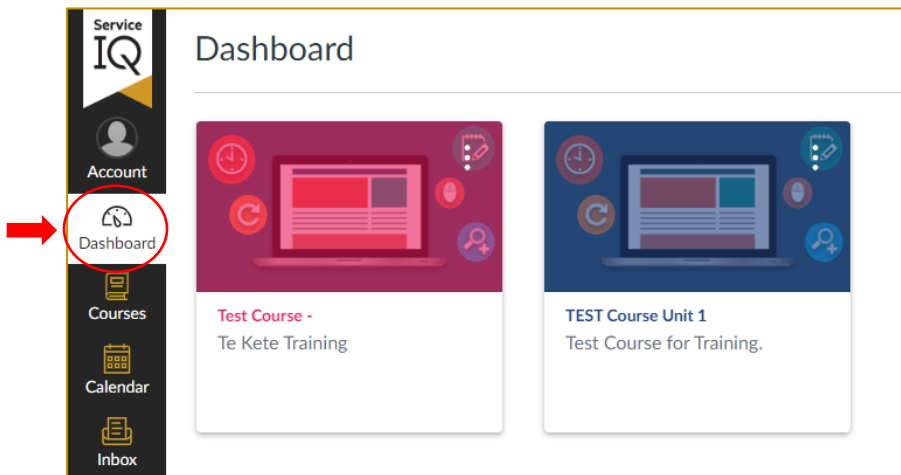 Service
IQ
Dashboard
Account
Dashboard
Courses
Calendar
Inbox
Test Course -
Te Kete Training
TEST Course Unit 1
Test Course for Training.